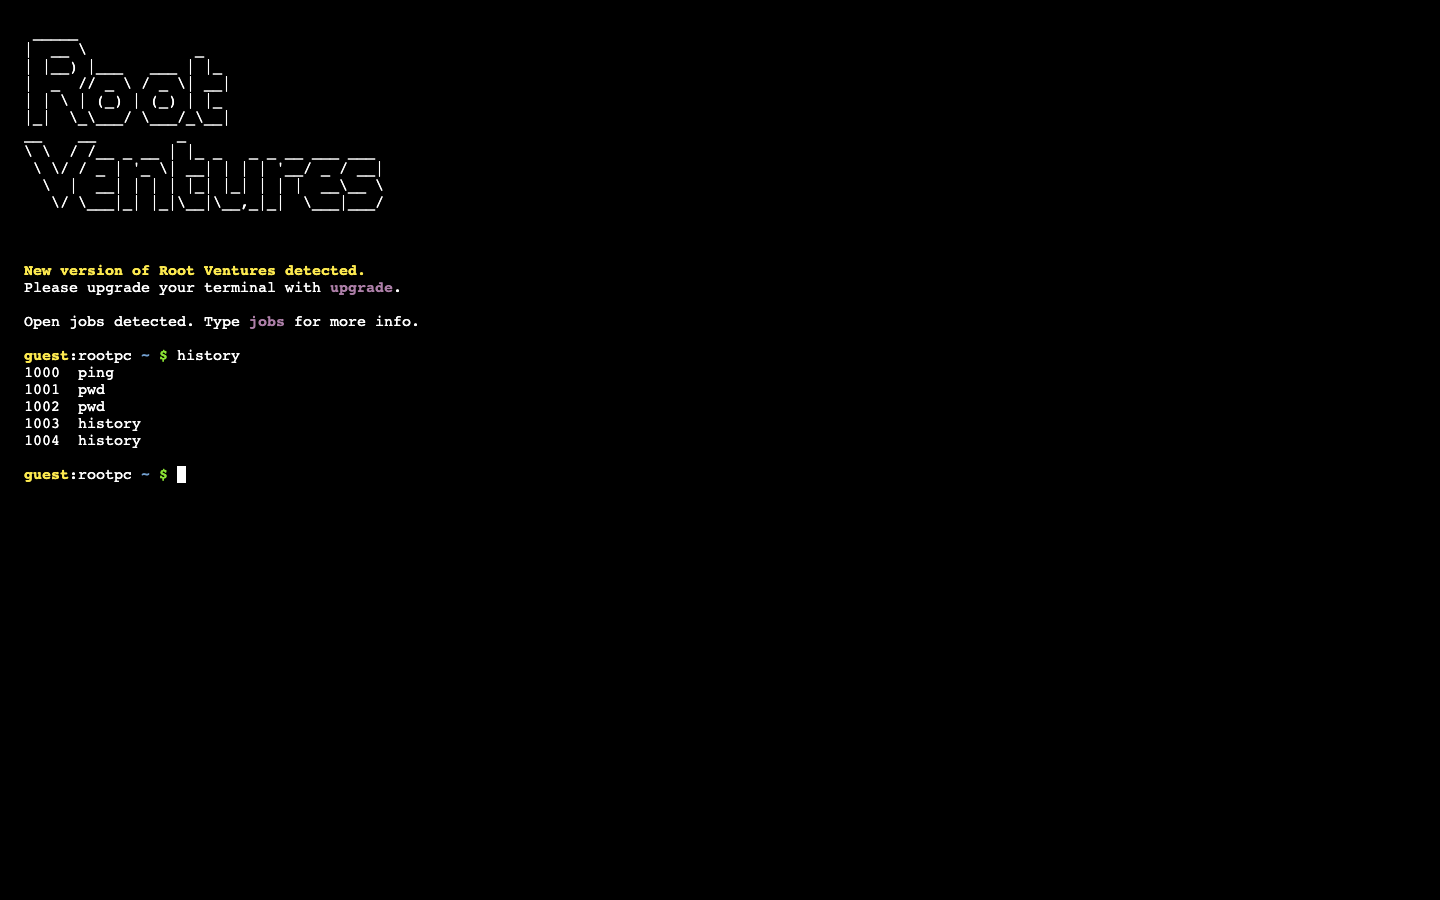 Root
Ventures
New version of Root Ventures detected.
Please upgrade your terminal with upgrade.
Open jobs detected. Type jobs for more info.
guest:rootpc ~ $ history
1000  ping
1001  pwd
1002  pwd
1003  history
1004  history
guest:rootpc ~ $